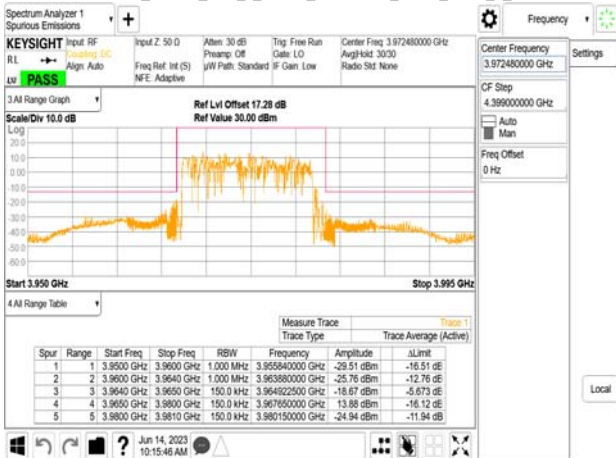 Spectrum Analyzer 1
Spurious Emissions
Frequency
KEYSIGHT Input: RF Input Z: 50 Ω Atten: 30 dB Trig: Free Run Center Freq: 3.972480000 GHz
RL Coupling: DC Preamp: Off Gate: LO Avg|Hold: 30/30
Align: Auto Freq Ref: Int (S) µW Path: Standard IF Gain: Low Radio Std: None
LV PASS NFE: Adaptive
Center Frequency
3.972480000 GHz
Settings
CF Step
4.399000000 GHz
Auto
Man
Freq Offset
0 Hz
Local
3 All Range Graph
Ref Lvl Offset 17.28 dB
Scale/Div 10.0 dB Ref Value 30.00 dBm
Log
20.0
10.0
0.00
-10.0
-20.0
-30.0
-40.0
-50.0
-60.0
Start 3.950 GHz Stop 3.995 GHz
4 All Range Table
Measure Trace Trace 1
Trace Type Trace Average (Active)
Spur Range Start Freq Stop Freq RBW Frequency Amplitude ΔLimit
1 1 3.9500 GHz 3.9600 GHz 1.000 MHz 3.955840000 GHz -29.51 dBm -16.51 dB
2 2 3.9600 GHz 3.9640 GHz 1.000 MHz 3.963880000 GHz -25.76 dBm -12.76 dB
3 3 3.9640 GHz 3.9650 GHz 150.0 kHz 3.964922500 GHz -18.67 dBm -5.673 dB
4 4 3.9650 GHz 3.9800 GHz 150.0 kHz 3.967650000 GHz 13.88 dBm -16.12 dB
5 5 3.9800 GHz 3.9810 GHz 150.0 kHz 3.980150000 GHz -24.94 dBm -11.94 dB
Jun 14, 2023
10:15:46 AM